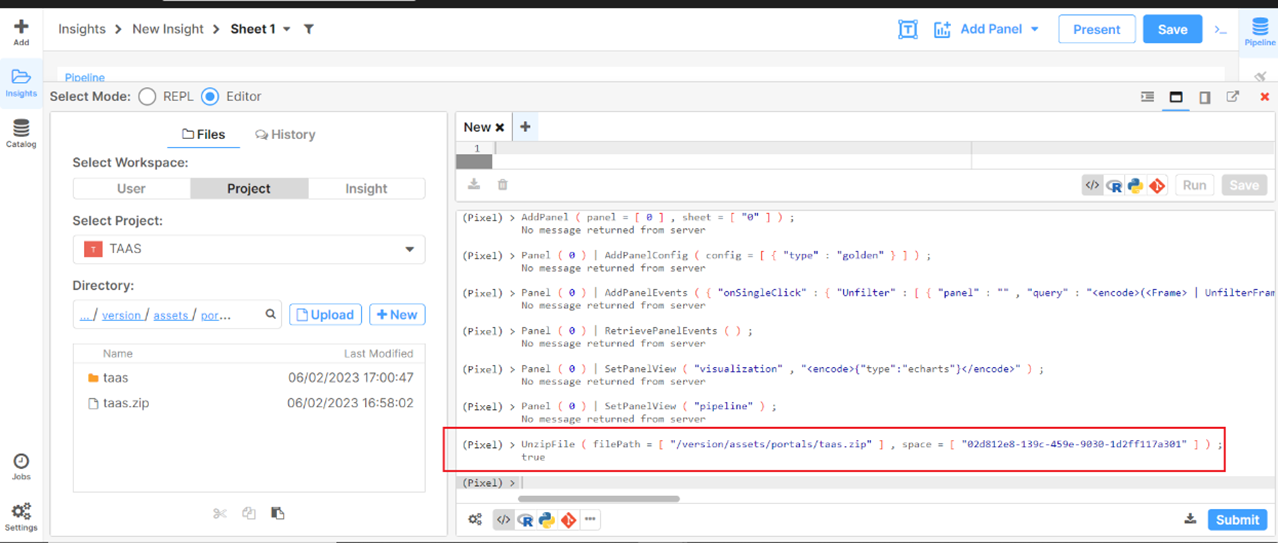 Add
Insights > New Insight > Sheet 1
Add Panel
Present
Save
>_
Pipeline
Insights
Pipeline
Select Mode: REPL Editor
Catalog
Files
History
Select Workspace:
User
Project
Insight
Select Project:
T TAAS
Directory:
... / version / assets / por...
Upload
+ New
Name
Last Modified
taas
06/02/2023 17:00:47
taas.zip
06/02/2023 16:58:02
Jobs
Settings
New ×
+
1
</>
R
Run
Save
(Pixel) > AddPanel ( panel = [ 0 ] , sheet = [ "0" ] ) ;
No message returned from server
(Pixel) > Panel ( 0 ) | AddPanelConfig ( config = [ { "type" : "golden" } ] ) ;
No message returned from server
(Pixel) > Panel ( 0 ) | AddPanelEvents ( { "onSingleClick" : { "Unfilter" : [ { "panel" : "" , "query" : "<encode>(<Frame> | UnfilterFram
No message returned from server
(Pixel) > Panel ( 0 ) | RetrievePanelEvents ( ) ;
No message returned from server
(Pixel) > Panel ( 0 ) | SetPanelView ( "visualization" , "<encode>{"type":"echarts"}</encode>" ) ;
No message returned from server
(Pixel) > Panel ( 0 ) | SetPanelView ( "pipeline" ) ;
No message returned from server
(Pixel) > UnzipFile ( filePath = [ "/version/assets/portals/taas.zip" ] , space = [ "02d812e8-139c-459e-9030-1d2ff117a301" ] ) ;
true
(Pixel) >
</>
R
...
Submit